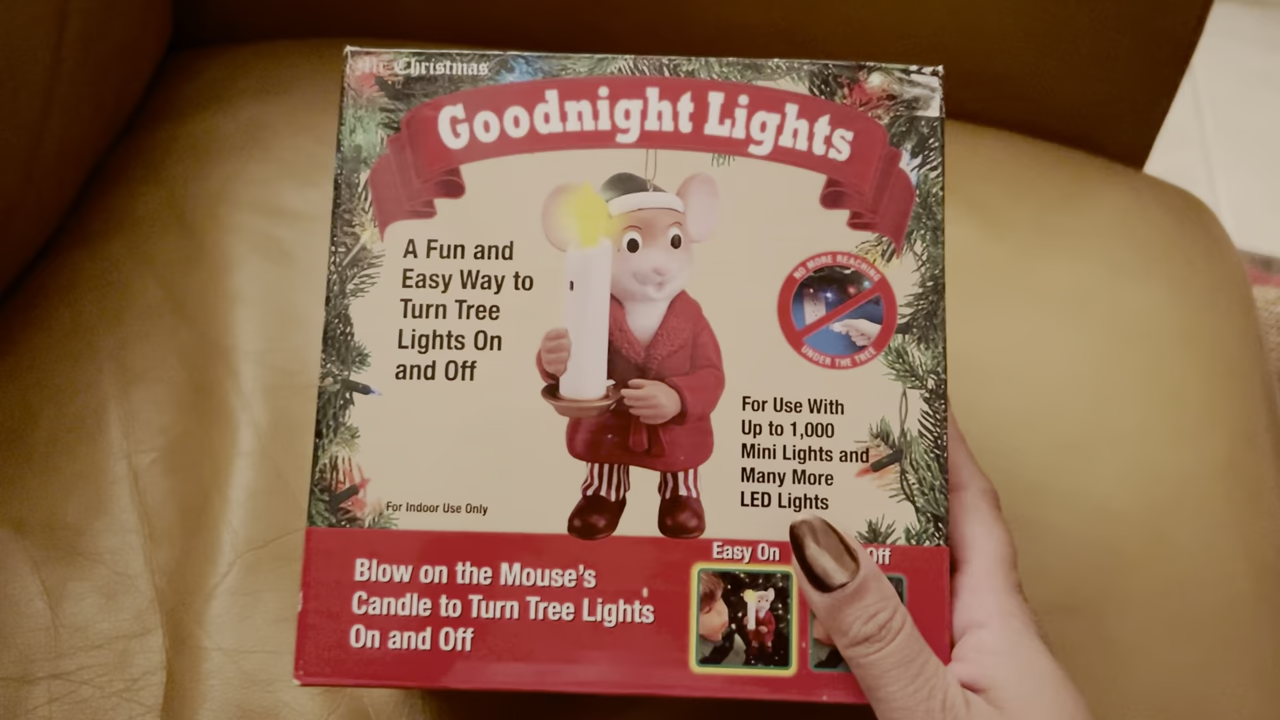 Mr. Christmas
Goodnight Lights
A Fun and
Easy Way to
Turn Tree
Lights On
and Off
NO MORE REACHING
UNDER THE TREE
For Use With
Up to 1,000
Mini Lights and
Many More
LED Lights
For Indoor Use Only
Blow on the Mouse's
Candle to Turn Tree Lights
On and Off
Easy On
Off